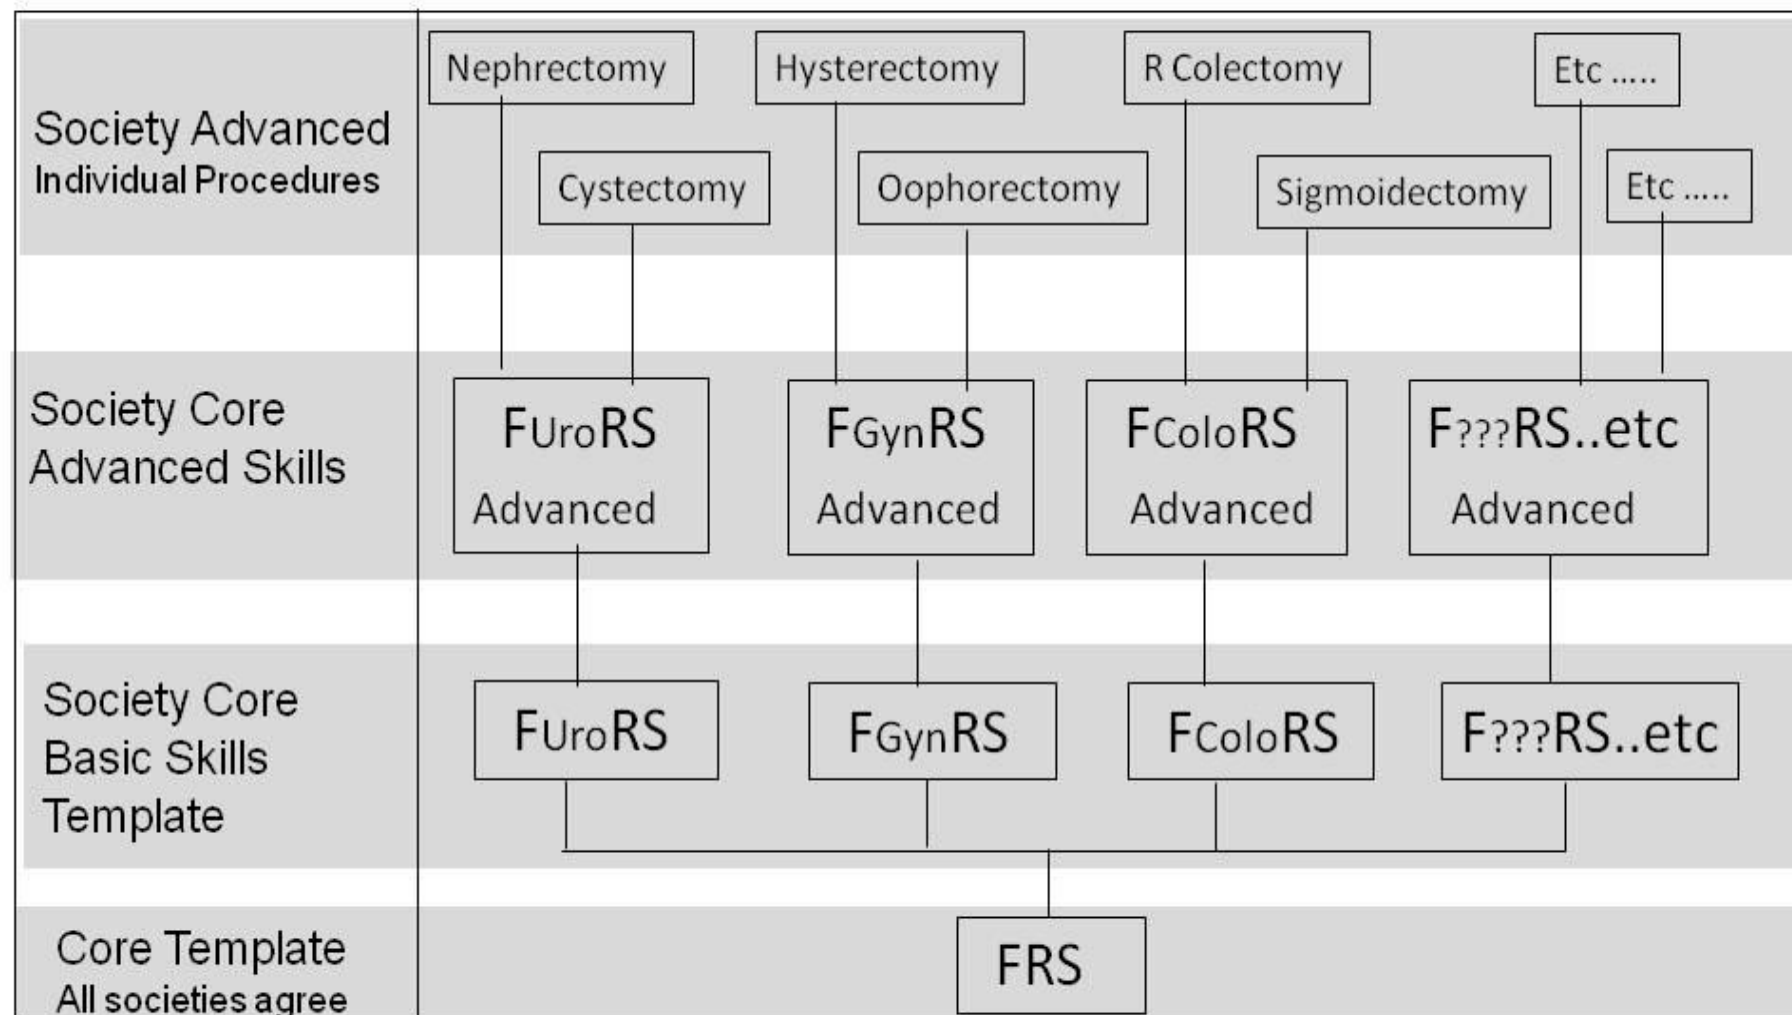 Nephrectomy
Hysterectomy
R Colectomy
Etc .....
Society Advanced
Individual Procedures
Cystectomy
Oophorectomy
Sigmoidectomy
Etc .....
Society Core
Advanced Skills
FUroRS
Advanced
FGynRS
Advanced
FColoRS
Advanced
F???RS..etc
Advanced
Society Core
Basic Skills
Template
FUroRS
FGynRS
FColoRS
F???RS..etc
Core Template
All societies agree
FRS